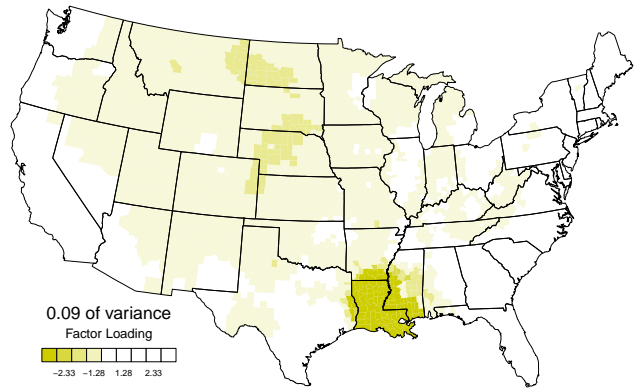 0.09 of variance
Factor Loading
−2.33 −1.28 1.28 2.33